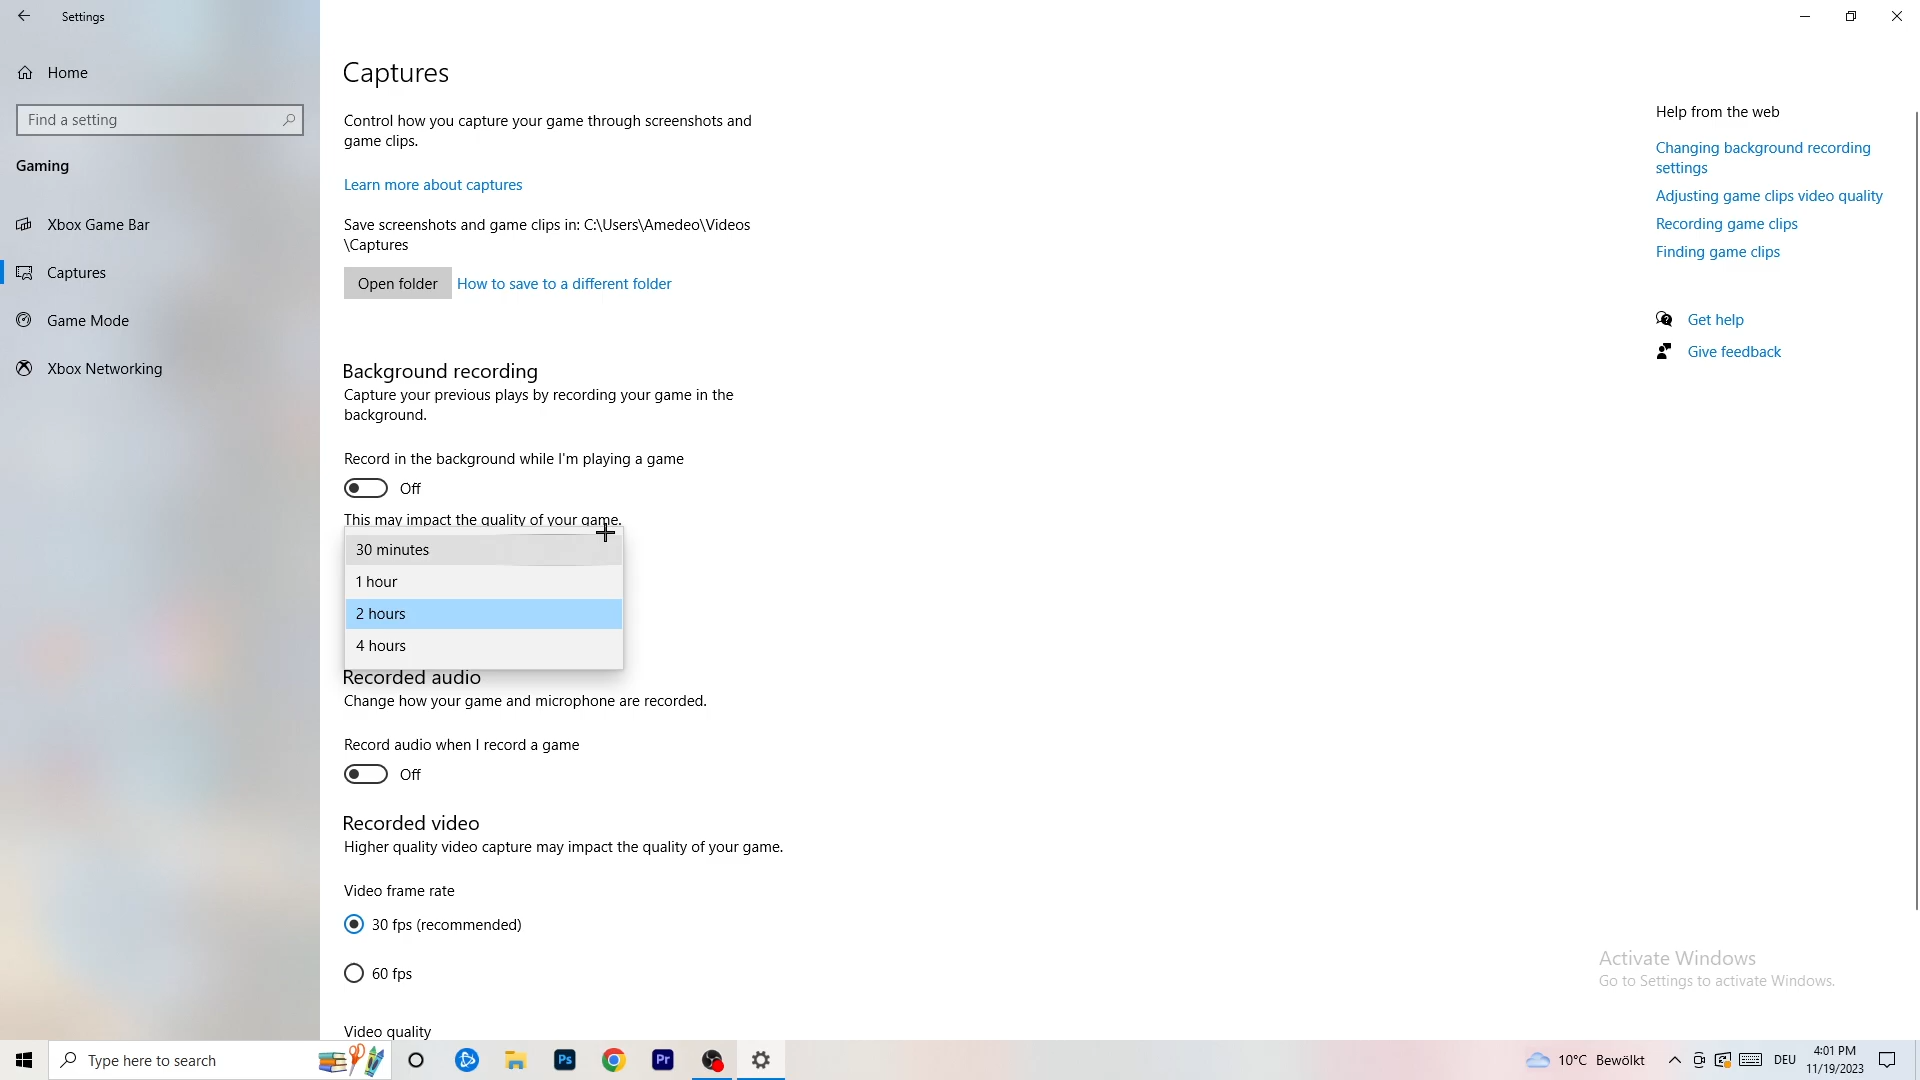 Settings
Home
Find a setting
Gaming
Xbox Game Bar
Captures
Game Mode
Xbox Networking
Captures
Control how you capture your game through screenshots and
game clips.
Learn more about captures
Save screenshots and game clips in: C:\Users\Amedeo\Videos
\Captures
Open folder
How to save to a different folder
Background recording
Capture your previous plays by recording your game in the
background.
Record in the background while I'm playing a game
Off
This may impact the quality of your game.
30 minutes
1 hour
2 hours
4 hours
Recorded audio
Change how your game and microphone are recorded.
Record audio when I record a game
Off
Recorded video
Higher quality video capture may impact the quality of your game.
Video frame rate
30 fps (recommended)
60 fps
Video quality
Help from the web
Changing background recording
settings
Adjusting game clips video quality
Recording game clips
Finding game clips
Get help
Give feedback
Activate Windows
Go to Settings to activate Windows.
Type here to search
Ps
Pr
10°C Bewölkt
DEU
4:01 PM
11/19/2023